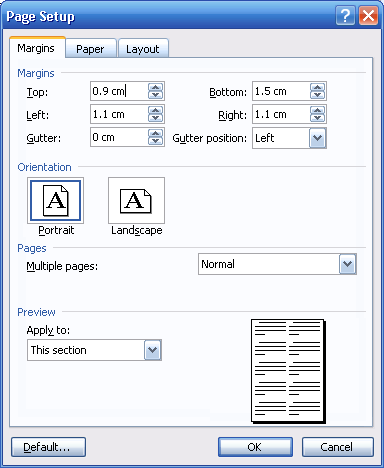 Page Setup
Margins Paper Layout
Margins
Top: 0.9 cm Bottom: 1.5 cm
Left: 1.1 cm Right: 1.1 cm
Gutter: 0 cm Gutter position: Left
Orientation
A A
Portrait Landscape
Pages
Multiple pages: Normal
Preview
Apply to:
This section
Default... OK Cancel